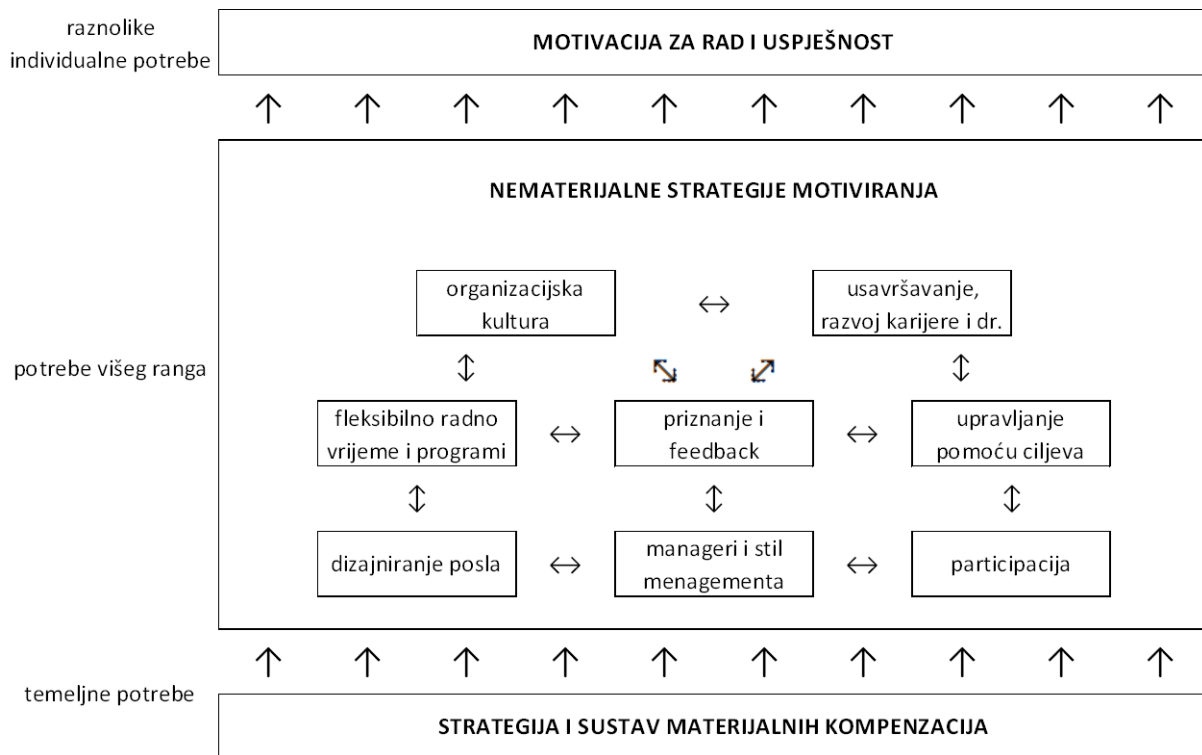 raznolike
individualne potrebe
MOTIVACIJA ZA RAD I USPJEŠNOST
NEMATERIJALNE STRATEGIJE MOTIVIRANJA
organizacijska
kultura
usavršavanje,
razvoj karijere i dr.
potrebe višeg ranga
fleksibilno radno
vrijeme i programi
priznanje i
feedback
upravljanje
pomoću ciljeva
dizajniranje posla
manageri i stil
menagementa
participacija
temeljne potrebe
STRATEGIJA I SUSTAV MATERIJALNIH KOMPENZACIJA